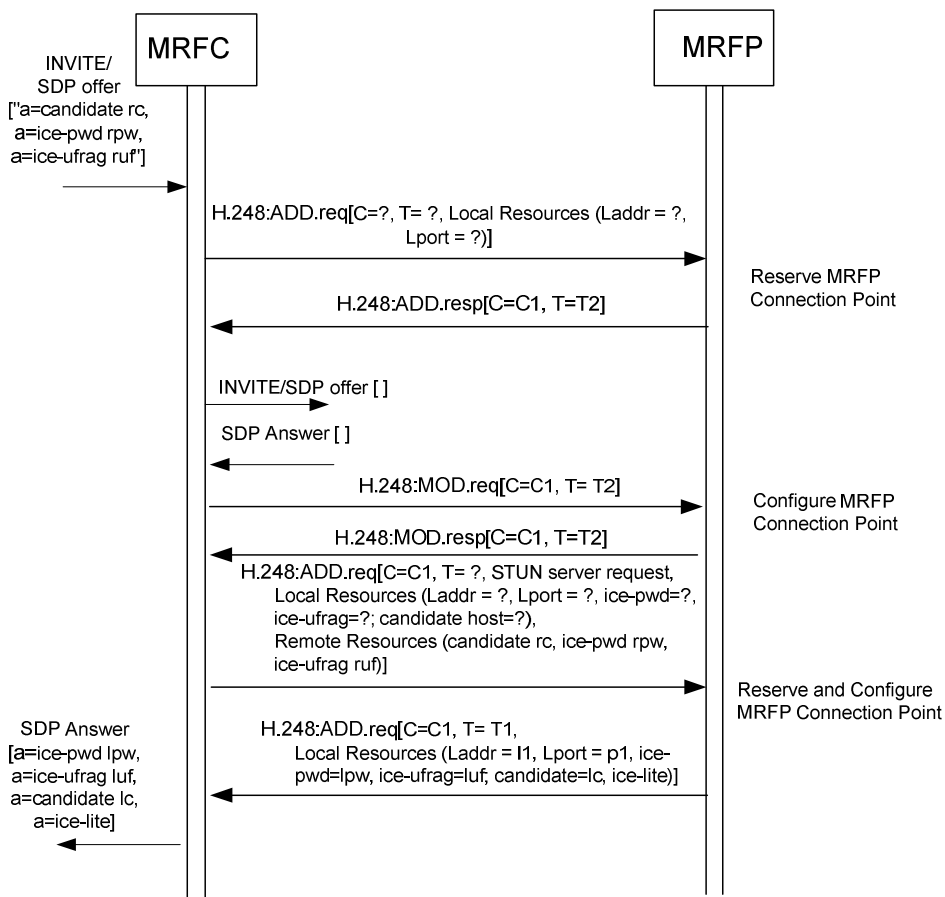 MRFC
MRFP
INVITE/
SDP offer
["a=candidate rc,
a=ice-pwd rpw,
a=ice-ufrag ruf"]
H.248:ADD.req[C=?, T= ?, Local Resources (Laddr = ?,
Lport = ?)]
Reserve MRFP
Connection Point
H.248:ADD.resp[C=C1, T=T2]
INVITE/SDP offer [ ]
SDP Answer [ ]
H.248:MOD.req[C=C1, T= T2]
Configure MRFP
Connection Point
H.248:MOD.resp[C=C1, T=T2]
H.248:ADD.req[C=C1, T= ?, STUN server request,
Local Resources (Laddr = ?, Lport = ?, ice-pwd=?,
ice-ufrag=?; candidate host=?),
Remote Resources (candidate rc, ice-pwd rpw,
ice-ufrag ruf)]
Reserve and Configure
MRFP Connection Point
H.248:ADD.req[C=C1, T= T1,
Local Resources (Laddr = l1, Lport = p1, ice-
pwd=lpw, ice-ufrag=luf; candidate=lc, ice-lite)]
SDP Answer
[a=ice-pwd lpw,
a=ice-ufrag luf,
a=candidate lc,
a=ice-lite]